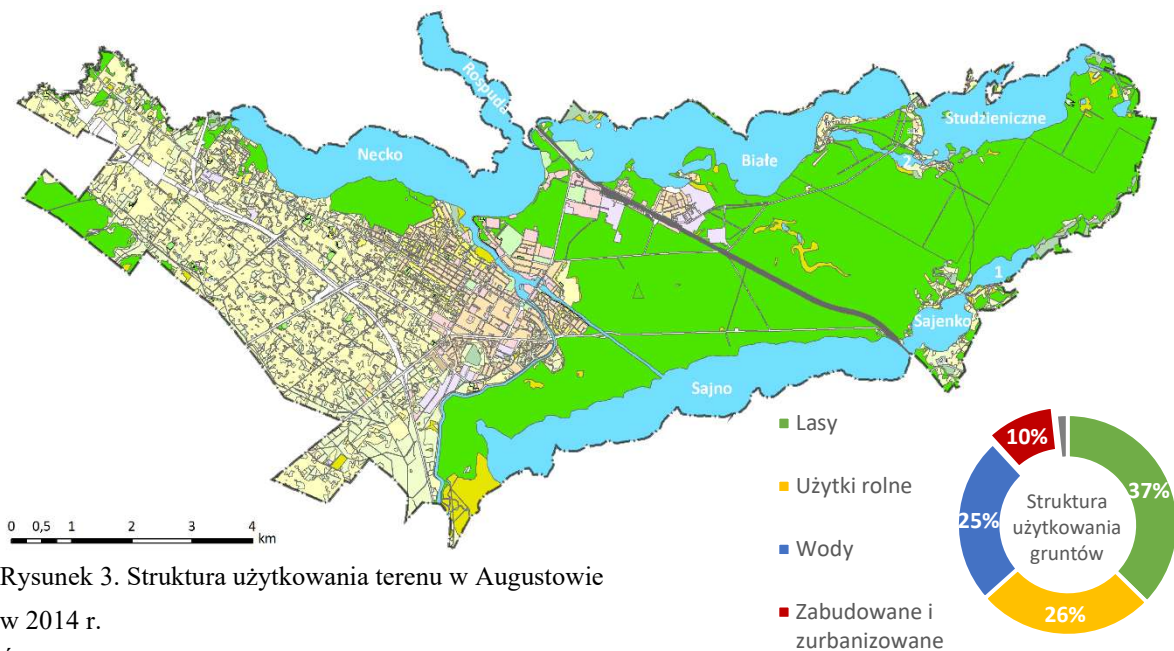 Rospuda
Necko
Białe
Studzieniczne
2
1
Sajenko
Sajno
0 0,5 1 2 3 4
km
Lasy
Użytki rolne
Wody
Zabudowane i
zurbanizowane
10%
37%
25%
26%
Struktura
użytkowania
gruntów
Rysunek 3. Struktura użytkowania terenu w Augustowie
w 2014 r.